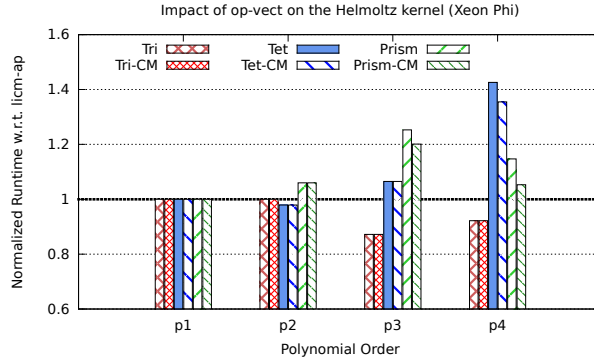 Impact of op-vect on the Helmoltz kernel (Xeon Phi)
1.6
Tri Tet Prism
Tri-CM Tet-CM Prism-CM
1.4
1.2
1
0.8
0.6
Normalized Runtime w.r.t. licm-ap
p1 p2 p3 p4
Polynomial Order